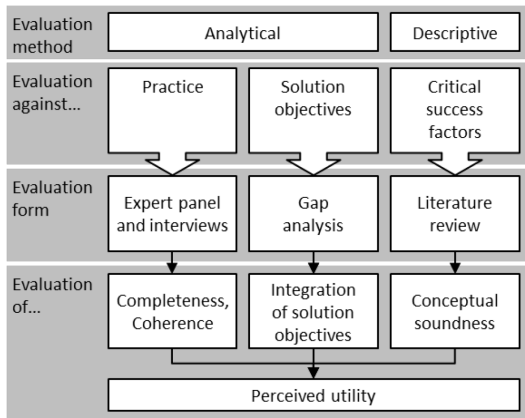 Evaluation
method
Analytical
Descriptive
Evaluation
against...
Practice
Solution
objectives
Critical
success
factors
Evaluation
form
Expert panel
and interviews
Gap
analysis
Literature
review
Evaluation
of...
Completeness,
Coherence
Integration
of solution
objectives
Conceptual
soundness
Perceived utility